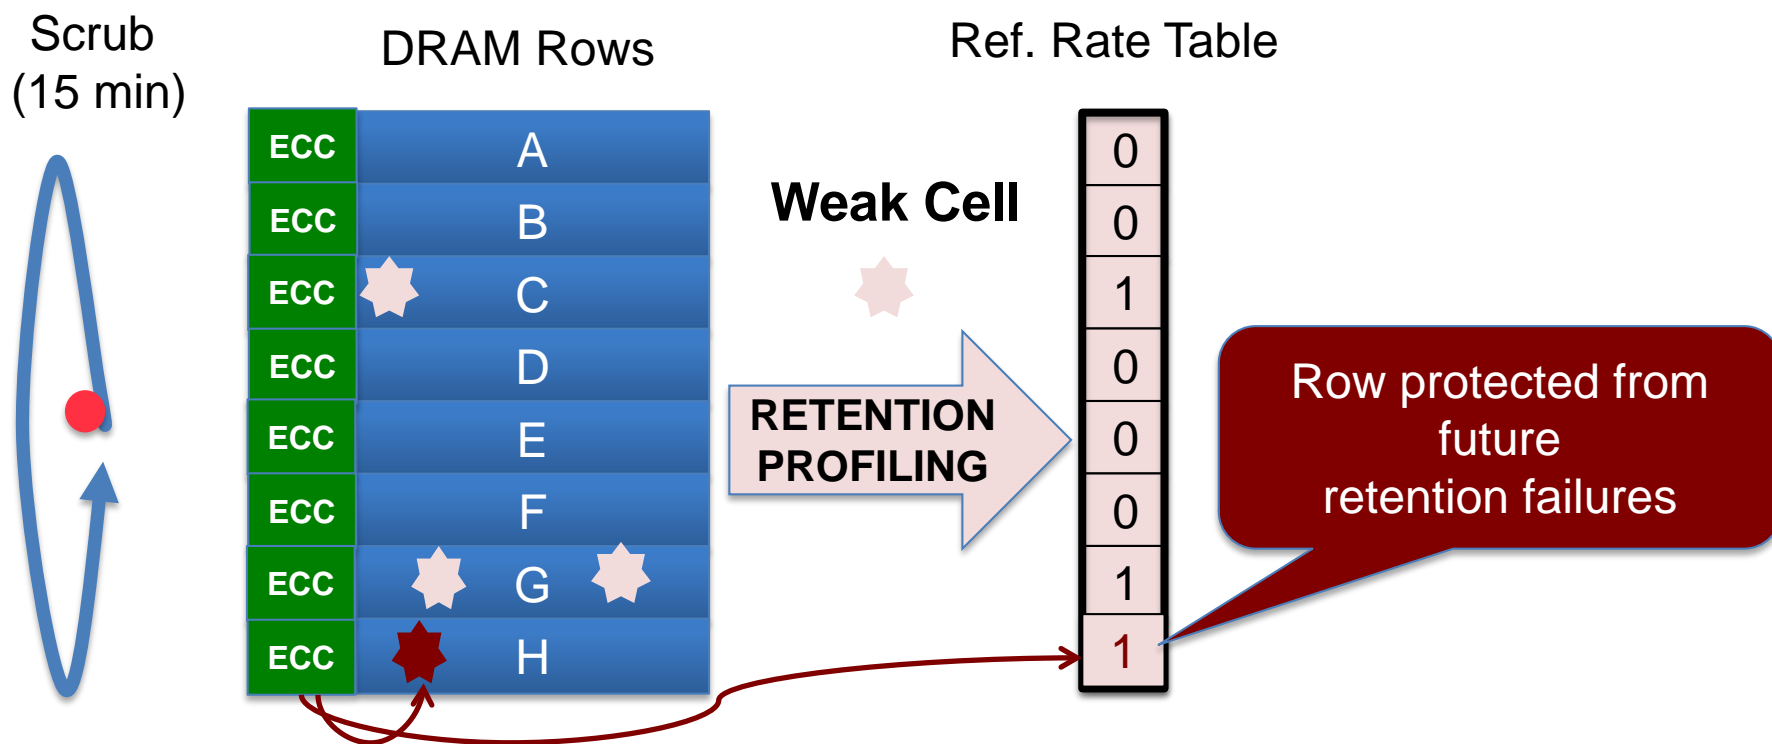 Scrub
(15 min)
DRAM Rows
Ref. Rate Table
ECC A
ECC B
ECC C
ECC D
ECC E
ECC F
ECC G
ECC H
Weak Cell
RETENTION
PROFILING
0
0
1
0
0
0
1
1
Row protected from
future
retention failures